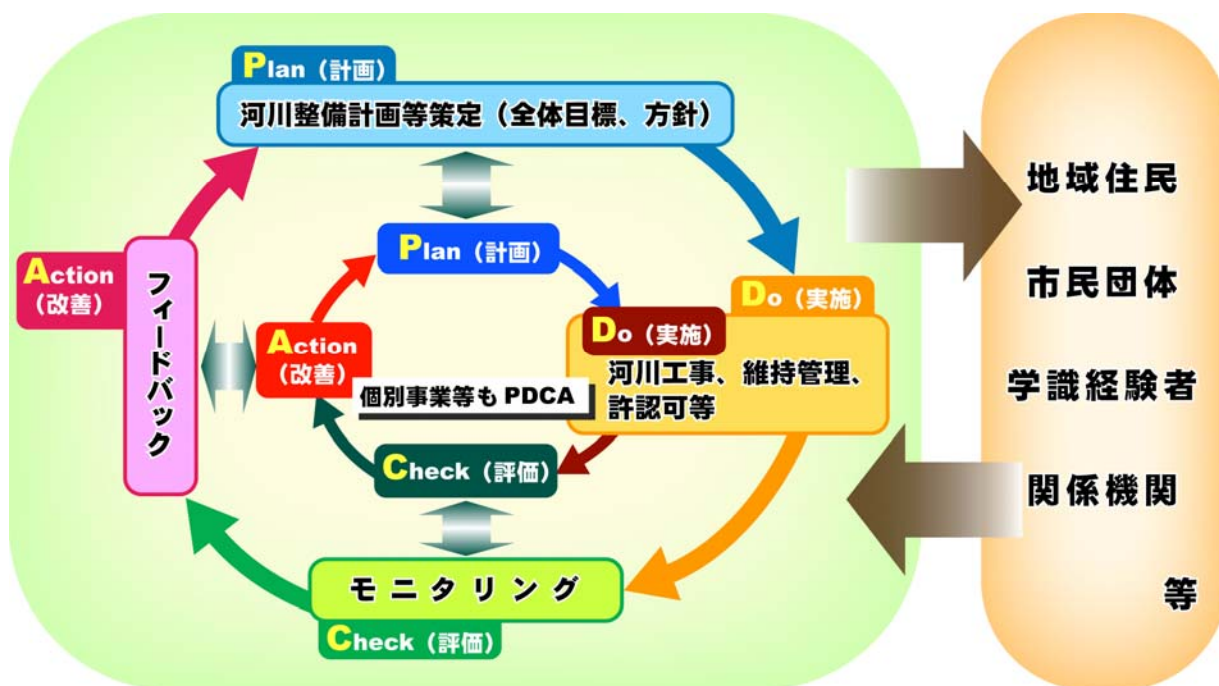 Plan（計画）
河川整備計画等策定（全体目標、方針）
Plan（計画）
Do（実施）
Do（実施）
河川工事、維持管理、
許認可等
Action
（改善）
フィードバック
Action
（改善）
個別事業等もPDCA
Check（評価）
モニタリング
Check（評価）
地域住民
市民団体
学識経験者
関係機関
等